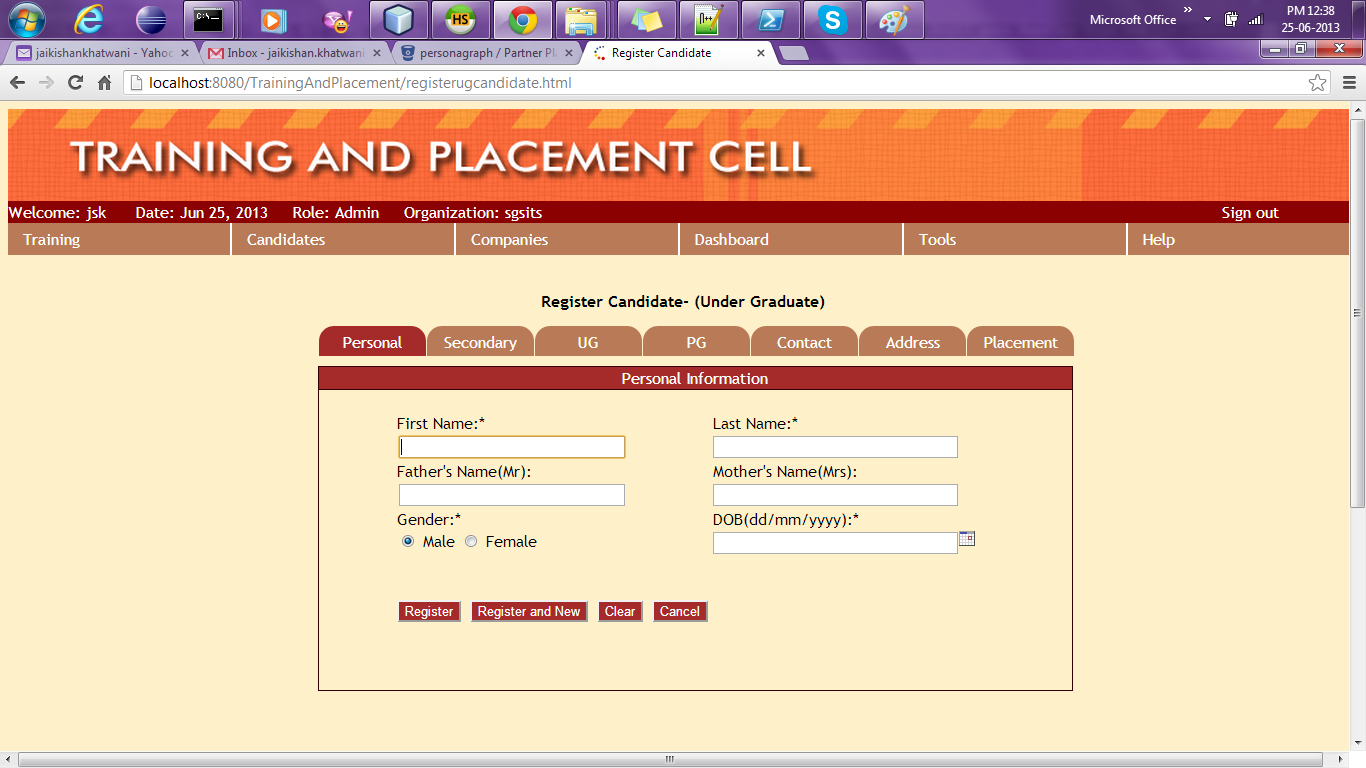 Microsoft Office
PM 12:38
25-06-2013
jaikishankhatwani - Yahoo
Inbox - jaikishan.khatwani
personagraph / Partner Pl
Register Candidate
localhost:8080/TrainingAndPlacement/registerugcandidate.html
TRAINING AND PLACEMENT CELL
Welcome: jsk Date: Jun 25, 2013 Role: Admin Organization: sgsits Sign out
Training Candidates Companies Dashboard Tools Help
Register Candidate- (Under Graduate)
Personal Secondary UG PG Contact Address Placement
Personal Information
First Name:* Last Name:*
Father's Name(Mr): Mother's Name(Mrs):
Gender:* DOB(dd/mm/yyyy):*
Male Female
Register Register and New Clear Cancel